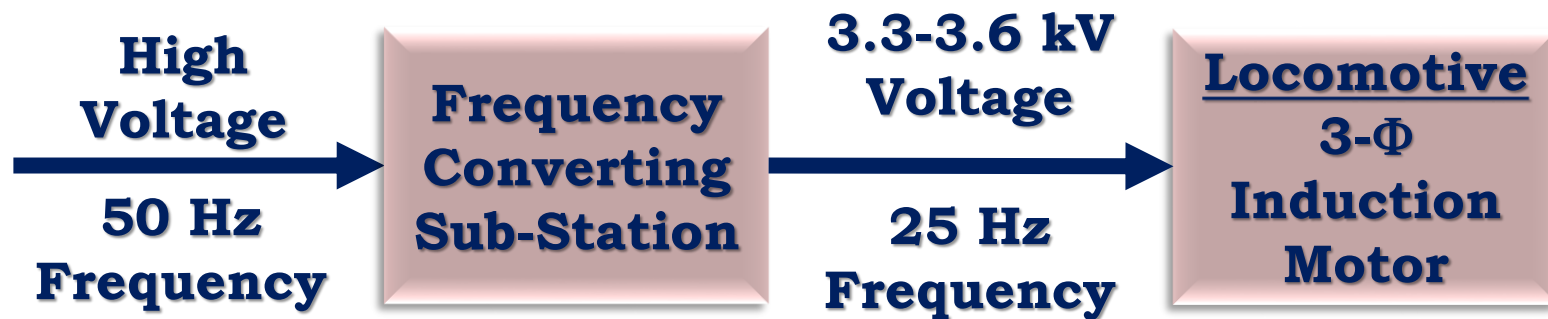 High
Voltage
50 Hz
Frequency
Frequency
Converting
Sub-Station
3.3-3.6 kV
Voltage
25 Hz
Frequency
Locomotive
3-Φ
Induction
Motor